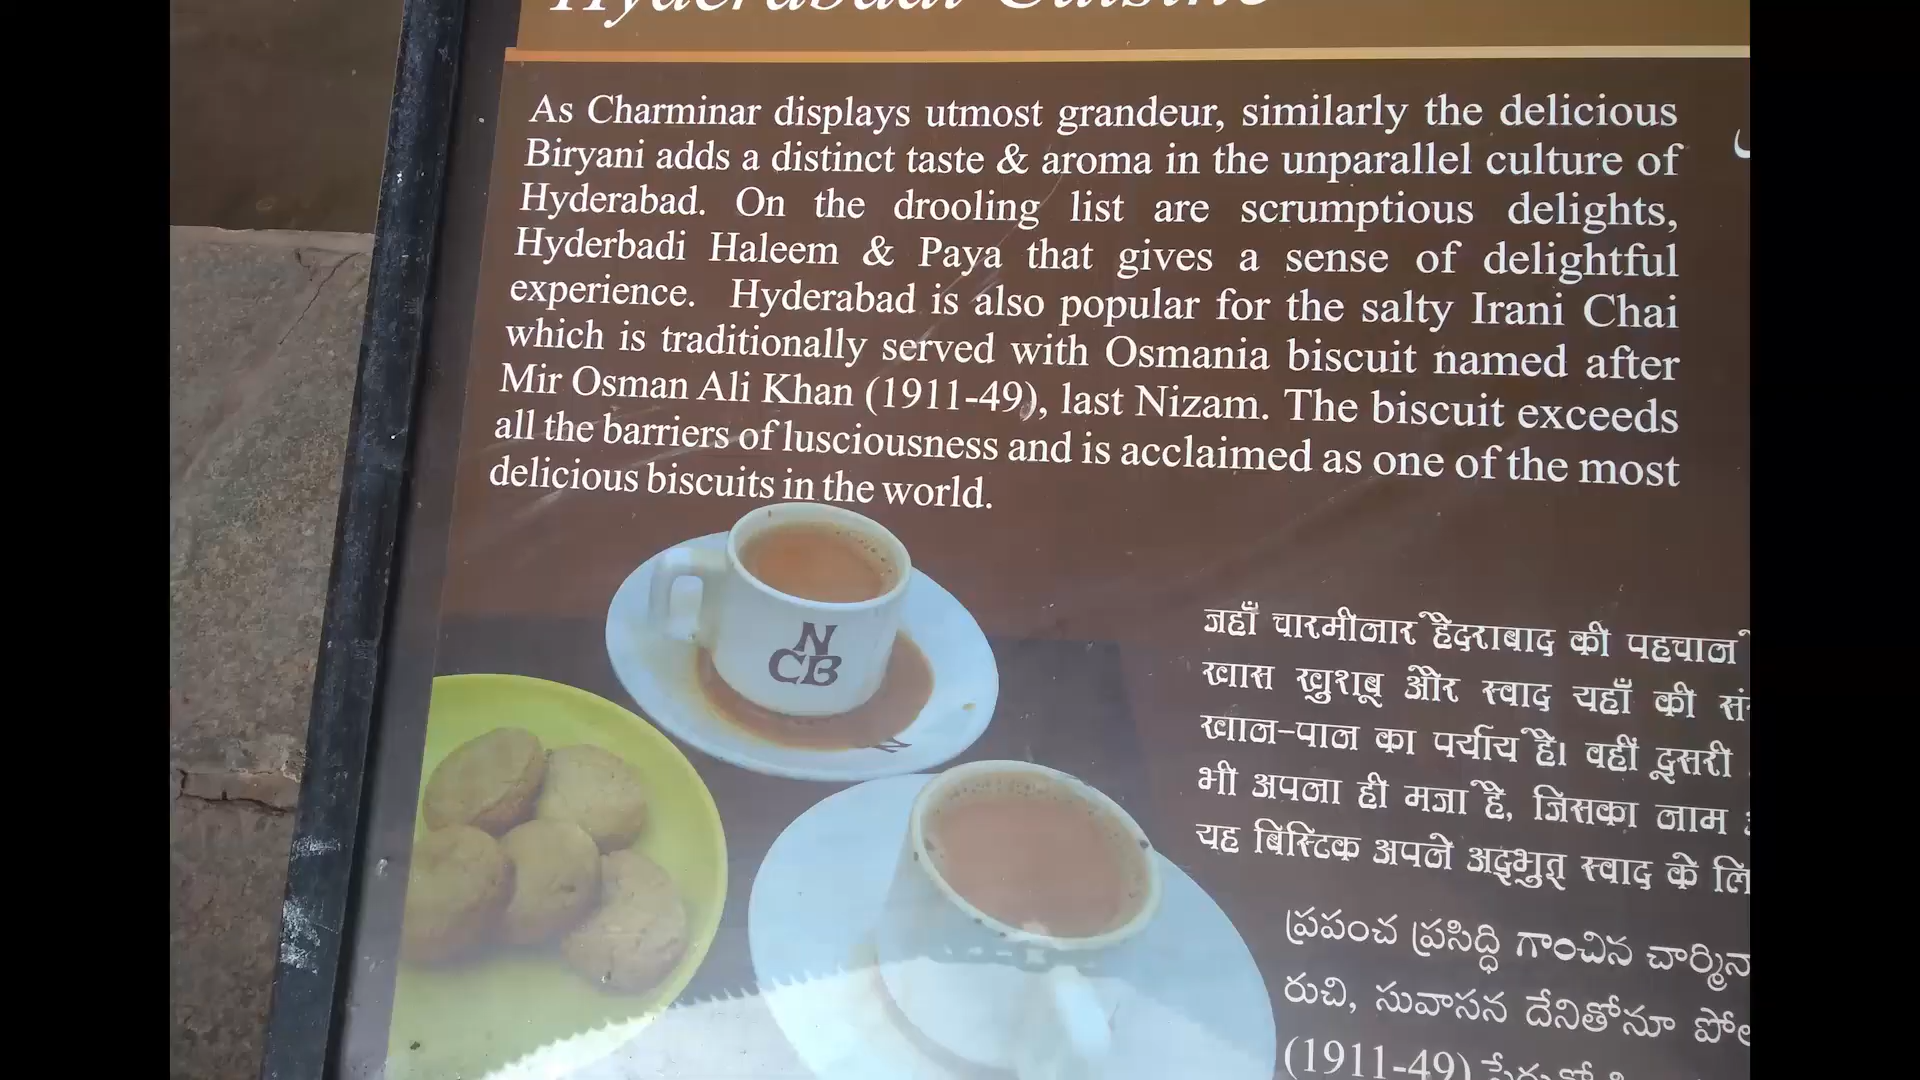 Hyderabadi Cuisine
As Charminar displays utmost grandeur, similarly the delicious
Biryani adds a distinct taste & aroma in the unparallel culture of
Hyderabad. On the drooling list are scrumptious delights,
Hyderbadi Haleem & Paya that gives a sense of delightful
experience. Hyderabad is also popular for the salty Irani Chai
which is traditionally served with Osmania biscuit named after
Mir Osman Ali Khan (1911-49), last Nizam. The biscuit exceeds
all the barriers of lusciousness and is acclaimed as one of the most
delicious biscuits in the world.
N
CB
N
जहाँ चारमीनार हैदराबाद की पहचान
खास खुशबू और स्वाद यहाँ की
खान-पान का पर्याय है। वहीं दूसरी
भी अपना ही मजा है, जिसका नाम
यह बिस्टिक अपने अद्भुत् स्वाद के
ప్రపంచ ప్రసిద్ధి గాంచిన
రుచి, సువాసన దేనితోనూ
(1911-49)